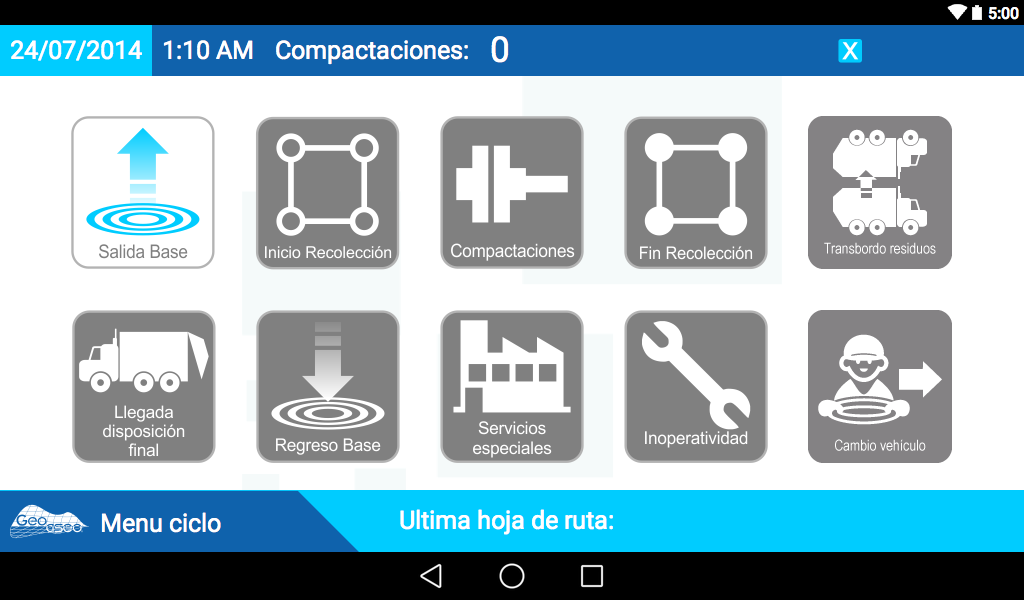 5:00
24/07/2014 1:10 AM Compactaciones: 0 X
Salida Base
Inicio Recolección
Compactaciones
Fin Recolección
Transbordo residuos
Llegada
disposición
final
Regreso Base
Servicios
especiales
Inoperatividad
Cambio vehículo
Geo
aseo
Menu ciclo
Ultima hoja de ruta: